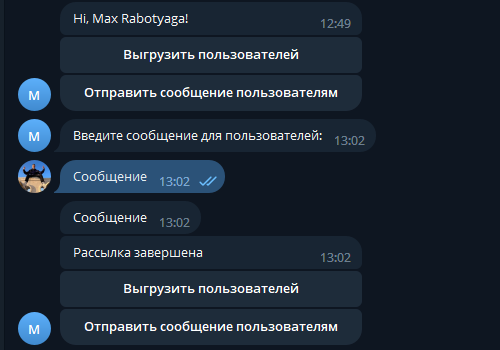 Hi, Max Rabotyaga!
12:49
Выгрузить пользователей
Отправить сообщение пользователям
M
Введите сообщение для пользователей:
13:02
M
Сообщение
13:02
Сообщение
13:02
Рассылка завершена
13:02
Выгрузить пользователей
Отправить сообщение пользователям
M